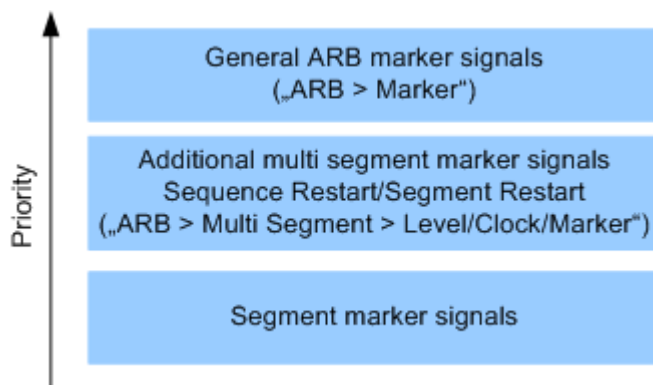 Priority
General ARB marker signals
(„ARB > Marker“)
Additional multi segment marker signals
Sequence Restart/Segment Restart
(„ARB > Multi Segment > Level/Clock/Marker“)
Segment marker signals